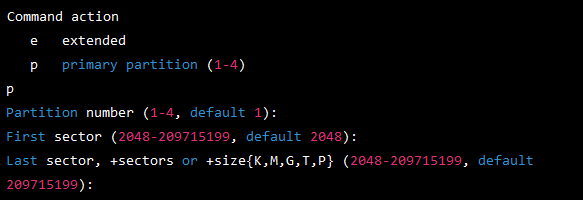 Command action
e   extended
p   primary partition (1-4)
p
Partition number (1-4, default 1):
First sector (2048-209715199, default 2048):
Last sector, +sectors or +size{K,M,G,T,P} (2048-209715199, default
209715199):